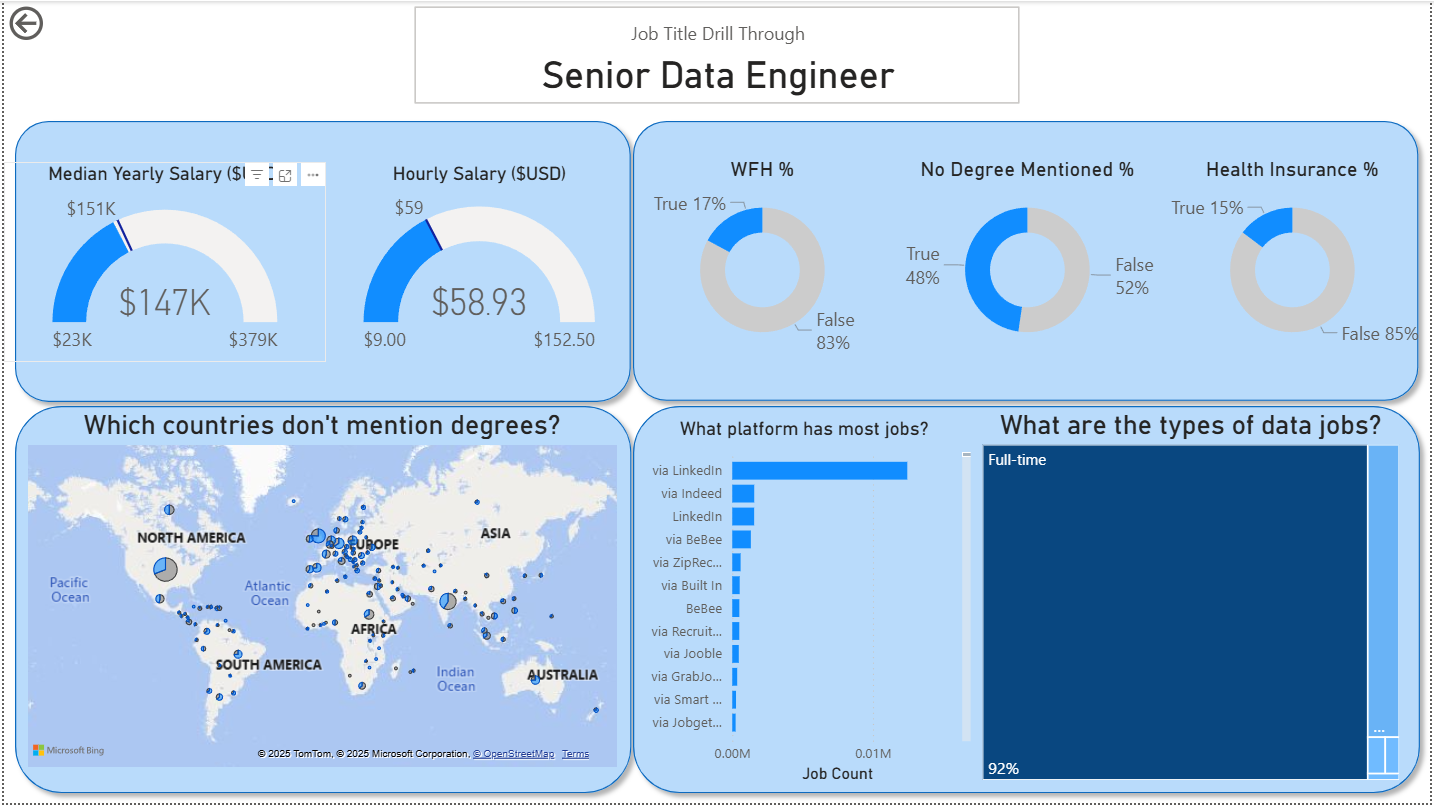 Job Title Drill Through
Senior Data Engineer
Median Yearly Salary ($
$151K
$147K
$23K
$379K
Hourly Salary ($USD)
$59
$58.93
$9.00
$152.50
WFH %
True 17%
False
83%
No Degree Mentioned %
True
48%
False
52%
Health Insurance %
True 15%
False 85%
Which countries don't mention degrees?
NORTH AMERICA
EUROPE
ASIA
Pacific
Ocean
Atlantic
Ocean
AFRICA
SOUTH AMERICA
Indian
Ocean
AUSTRALIA
Microsoft Bing
© 2025 TomTom, © 2025 Microsoft Corporation, © OpenStreetMap Terms
What platform has most jobs?
via LinkedIn
via Indeed
LinkedIn
via BeBee
via ZipRec...
via Built In
BeBee
via Recruit...
via Jooble
via GrabJo...
via Smart ...
via Jobget...
0.00M
0.01M
Job Count
What are the types of data jobs?
Full-time
92%
...